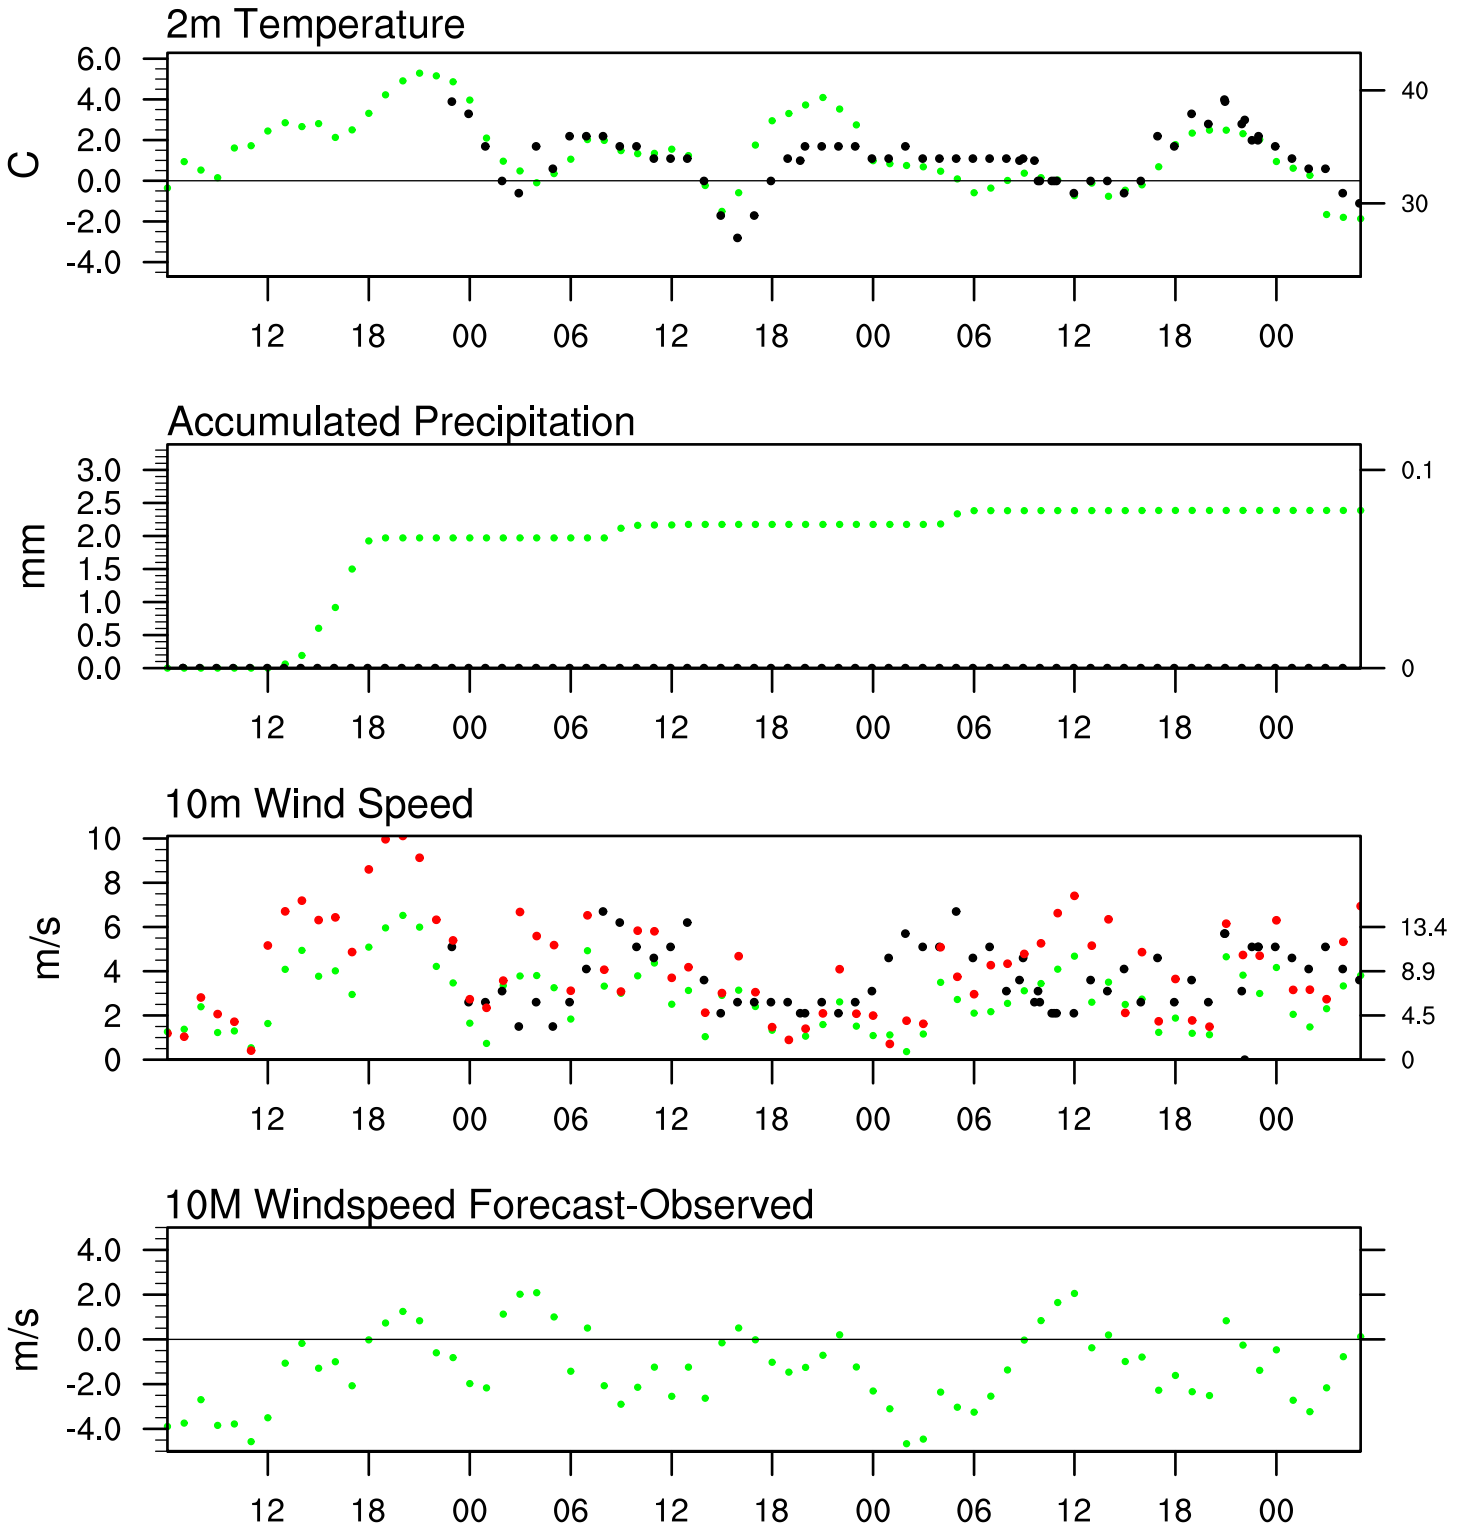 2m Temperature
6.0
4.0
2.0
0.0
-2.0
-4.0
C
40
30
12 18 00 06 12 18 00 06 12 18 00
Accumulated Precipitation
3.0
2.5
2.0
1.5
1.0
0.5
0.0
mm
0.1
0
12 18 00 06 12 18 00 06 12 18 00
10m Wind Speed
10
8
6
4
2
0
m/s
13.4
8.9
4.5
0
12 18 00 06 12 18 00 06 12 18 00
10M Windspeed Forecast-Observed
4.0
2.0
0.0
-2.0
-4.0
m/s
12 18 00 06 12 18 00 06 12 18 00